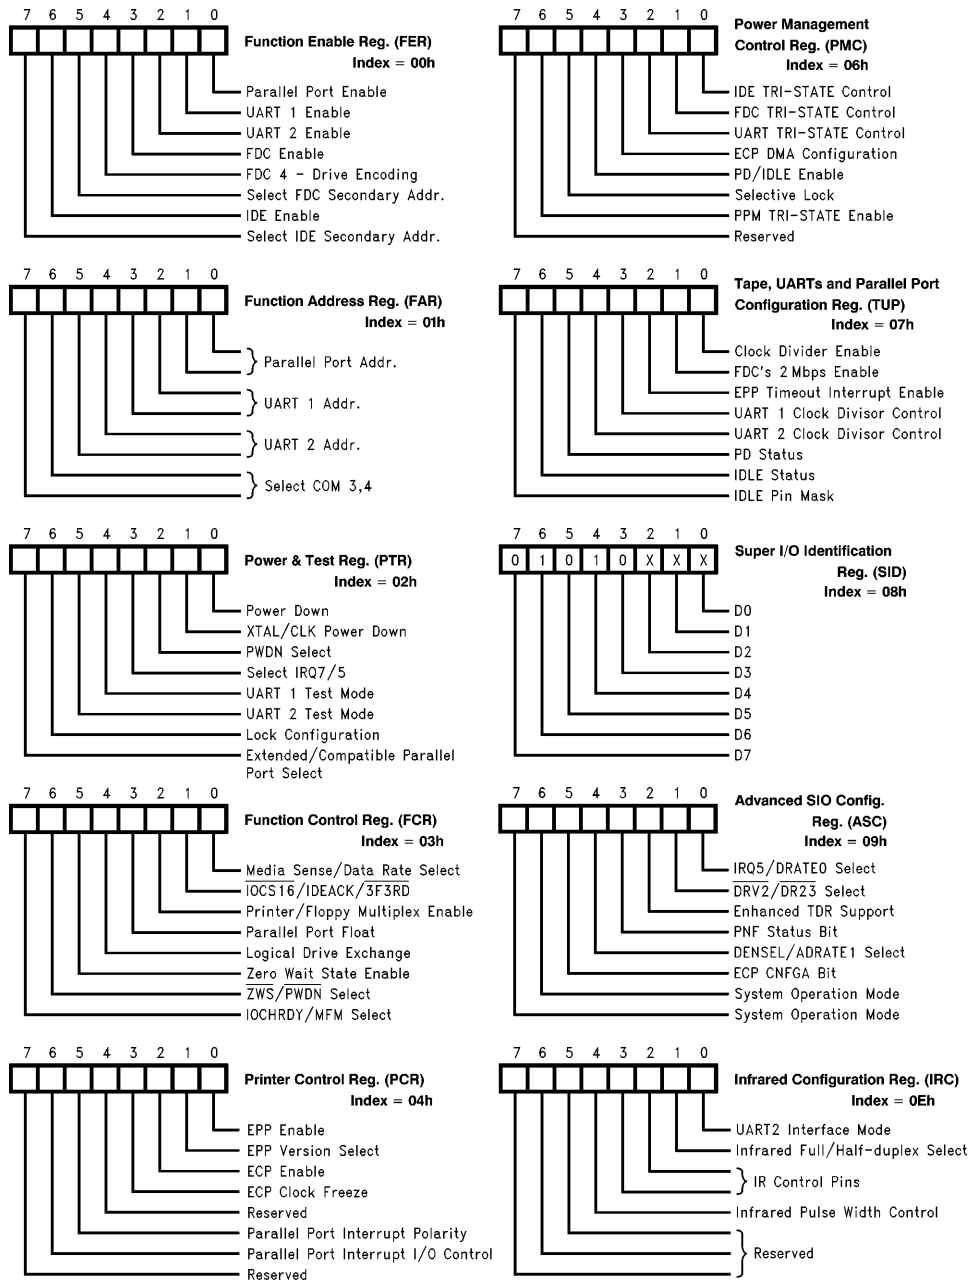 7 6 5 4 3 2 1 0
Function Enable Reg. (FER)
Index = 00h
Parallel Port Enable
UART 1 Enable
UART 2 Enable
FDC Enable
FDC 4 – Drive Encoding
Select FDC Secondary Addr.
IDE Enable
Select IDE Secondary Addr.
7 6 5 4 3 2 1 0
Function Address Reg. (FAR)
Index = 01h
Parallel Port Addr.
UART 1 Addr.
UART 2 Addr.
Select COM 3,4
7 6 5 4 3 2 1 0
Power & Test Reg. (PTR)
Index = 02h
Power Down
XTAL/CLK Power Down
PWDN Select
Select IRQ7/5
UART 1 Test Mode
UART 2 Test Mode
Lock Configuration
Extended/Compatible Parallel
Port Select
7 6 5 4 3 2 1 0
Function Control Reg. (FCR)
Index = 03h
Media Sense/Data Rate Select
IOCS16/IDEACK/3F3RD
Printer/Floppy Multiplex Enable
Parallel Port Float
Logical Drive Exchange
Zero Wait State Enable
ZWS/PWDN Select
IOCHRDY/MFM Select
7 6 5 4 3 2 1 0
Printer Control Reg. (PCR)
Index = 04h
EPP Enable
EPP Version Select
ECP Enable
ECP Clock Freeze
Reserved
Parallel Port Interrupt Polarity
Parallel Port Interrupt I/O Control
Reserved
7 6 5 4 3 2 1 0
Power Management
Control Reg. (PMC)
Index = 06h
IDE TRI-STATE Control
FDC TRI-STATE Control
UART TRI-STATE Control
ECP DMA Configuration
PD/IDLE Enable
Selective Lock
PPM TRI-STATE Enable
Reserved
7 6 5 4 3 2 1 0
Tape, UARTs and Parallel Port
Configuration Reg. (TUP)
Index = 07h
Clock Divider Enable
FDC's 2 Mbps Enable
EPP Timeout Interrupt Enable
UART 1 Clock Divisor Control
UART 2 Clock Divisor Control
PD Status
IDLE Status
IDLE Pin Mask
7 6 5 4 3 2 1 0
0 1 0 1 0 X X X
Super I/O Identification
Reg. (SID)
Index = 08h
D0
D1
D2
D3
D4
D5
D6
D7
7 6 5 4 3 2 1 0
Advanced SIO Config.
Reg. (ASC)
Index = 09h
IRQ5/DRATE0 Select
DRV2/DR23 Select
Enhanced TDR Support
PNF Status Bit
DENSEL/ADRATE1 Select
ECP CNFGA Bit
System Operation Mode
System Operation Mode
7 6 5 4 3 2 1 0
Infrared Configuration Reg. (IRC)
Index = 0Eh
UART2 Interface Mode
Infrared Full/Half-duplex Select
IR Control Pins
Infrared Pulse Width Control
Reserved